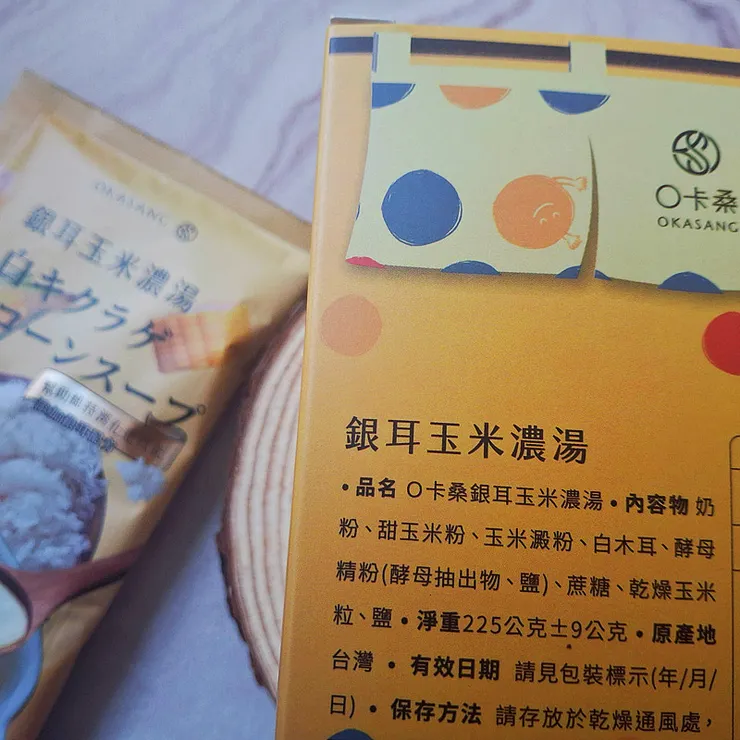 OKASANG
銀耳玉米濃湯
白キクラゲ
コーンスープ
O卡桑
OKASANG
銀耳玉米濃湯
•品名 O卡桑銀耳玉米濃湯•內容物 奶
粉、甜玉米粉、玉米澱粉、白木耳、酵母
精粉(酵母抽出物、鹽)、蔗糖、乾燥玉米
粒、鹽 •淨重225公克±9公克•原產地
台灣 • 有效日期 請見包裝標示(年/月/
日) • 保存方法 請存放於乾燥通風處，